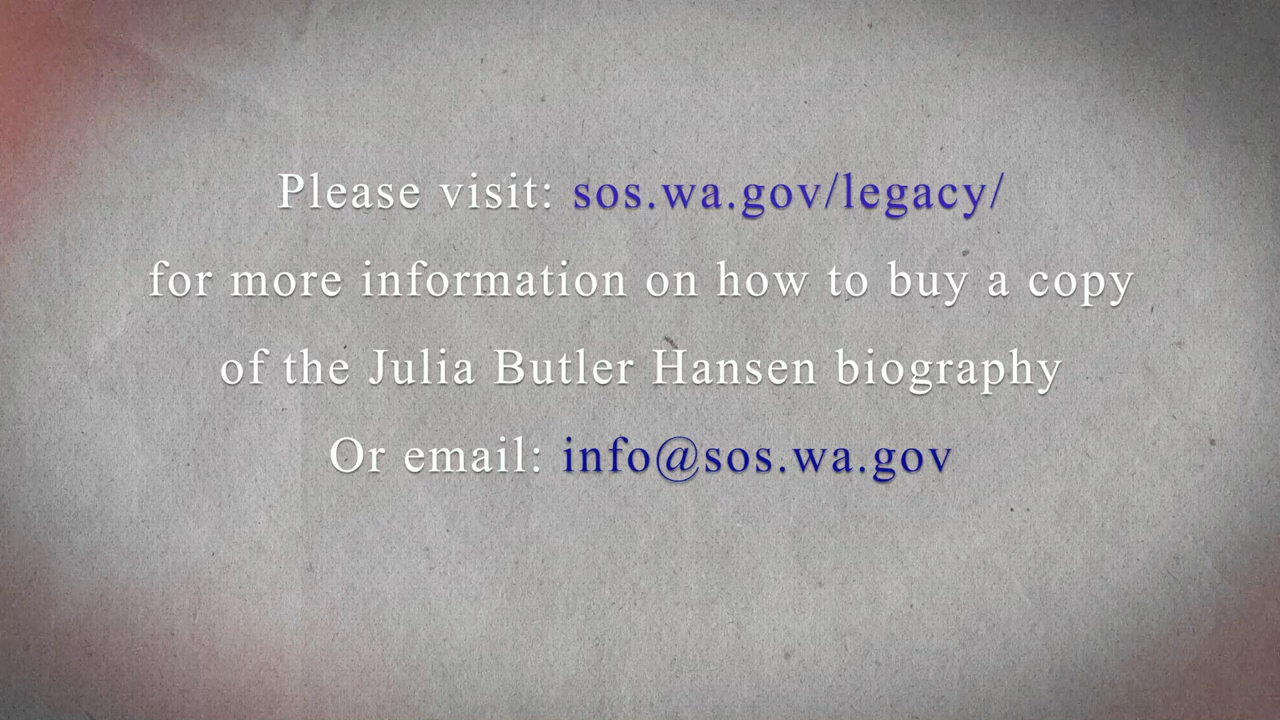 Please visit: sos.wa.gov/legacy/
for more information on how to buy a copy
of the Julia Butler Hansen biography
Or email: info@sos.wa.gov